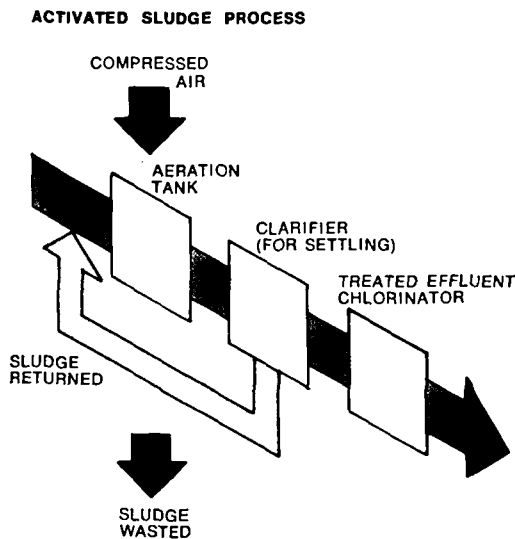 ACTIVATED SLUDGE PROCESS
COMPRESSED
AIR
AERATION
TANK
CLARIFIER
(FOR SETTLING)
TREATED EFFLUENT
CHLORINATOR
SLUDGE
RETURNED
SLUDGE
WASTED